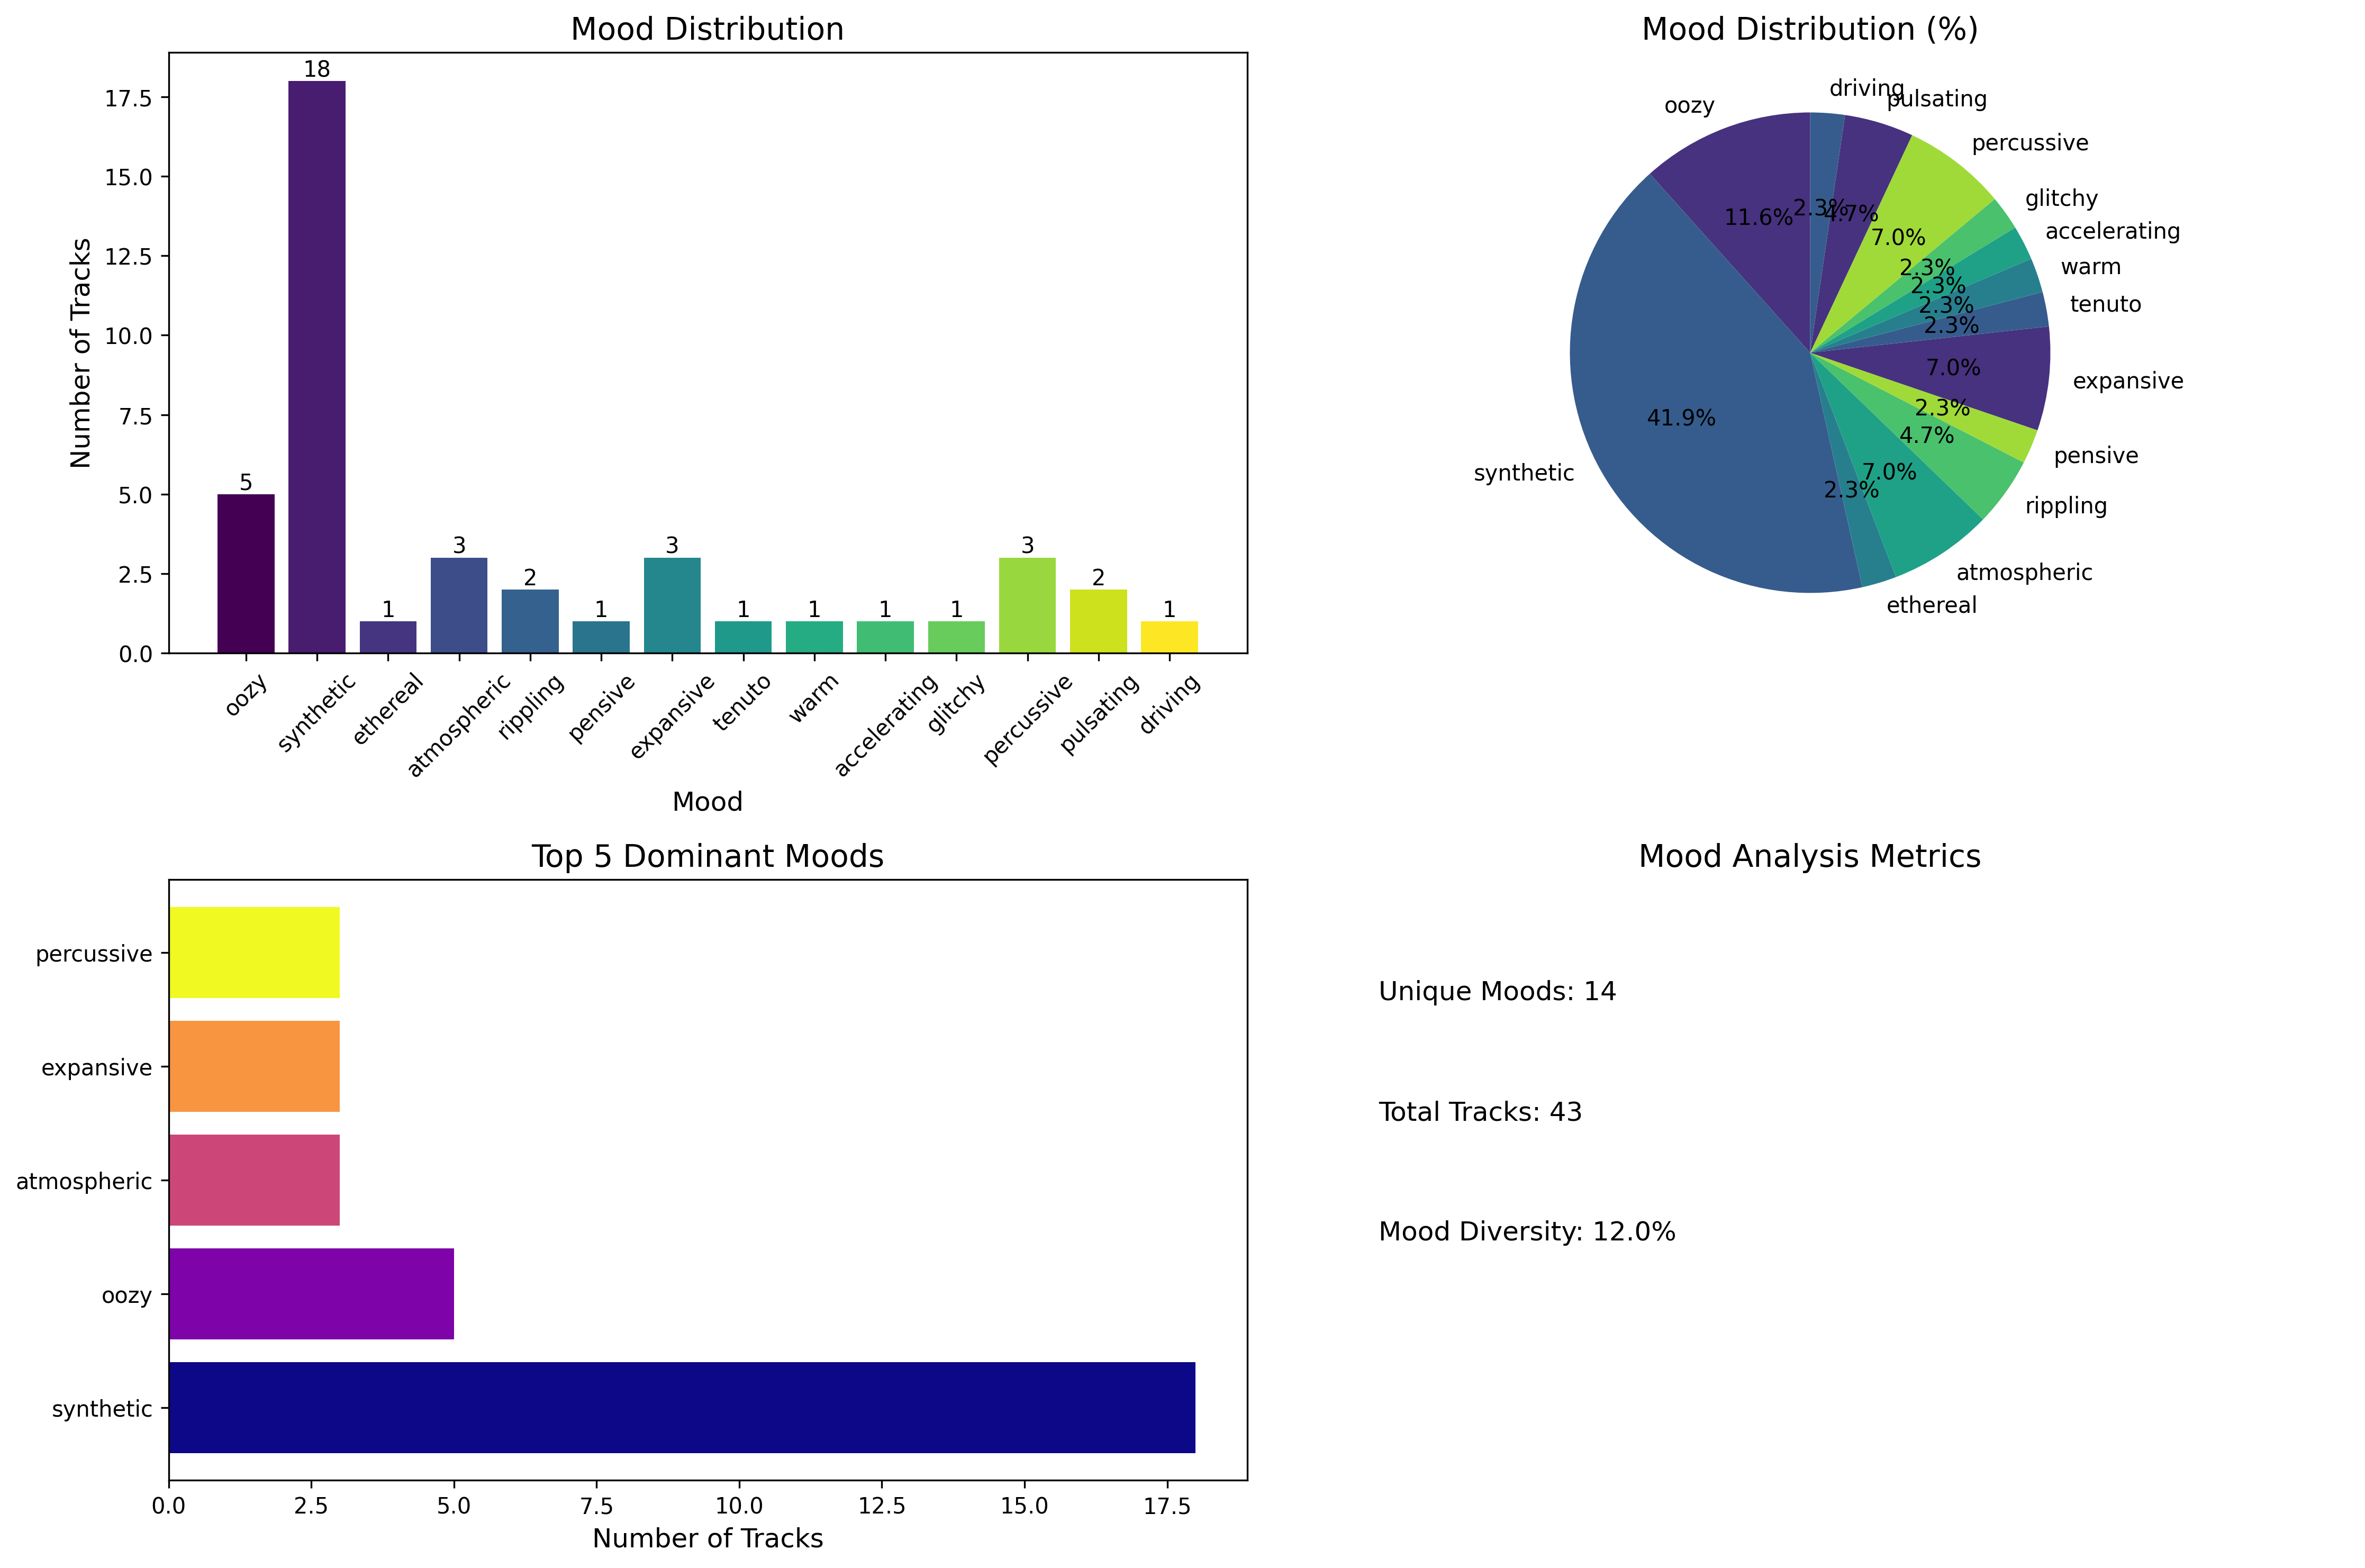 Mood Distribution
Number of Tracks
17.5
15.0
12.5
10.0
7.5
5.0
2.5
0.0
5
18
1
3
2
1
3
1
1
1
1
3
2
1
oozy
synthetic
ethereal
atmospheric
rippling
pensive
expansive
tenuto
warm
accelerating
glitchy
percussive
pulsating
driving
Mood
Mood Distribution (%)
oozy
synthetic
ethereal
atmospheric
rippling
pensive
expansive
tenuto
warm
accelerating
glitchy
percussive
pulsating
driving
11.6%
41.9%
2.3%
7.0%
4.7%
2.3%
7.0%
2.3%
2.3%
2.3%
2.3%
7.0%
4.7%
2.3%
Top 5 Dominant Moods
percussive
expansive
atmospheric
oozy
synthetic
0.0
2.5
5.0
7.5
10.0
12.5
15.0
17.5
Number of Tracks
Mood Analysis Metrics
Unique Moods: 14
Total Tracks: 43
Mood Diversity: 12.0%